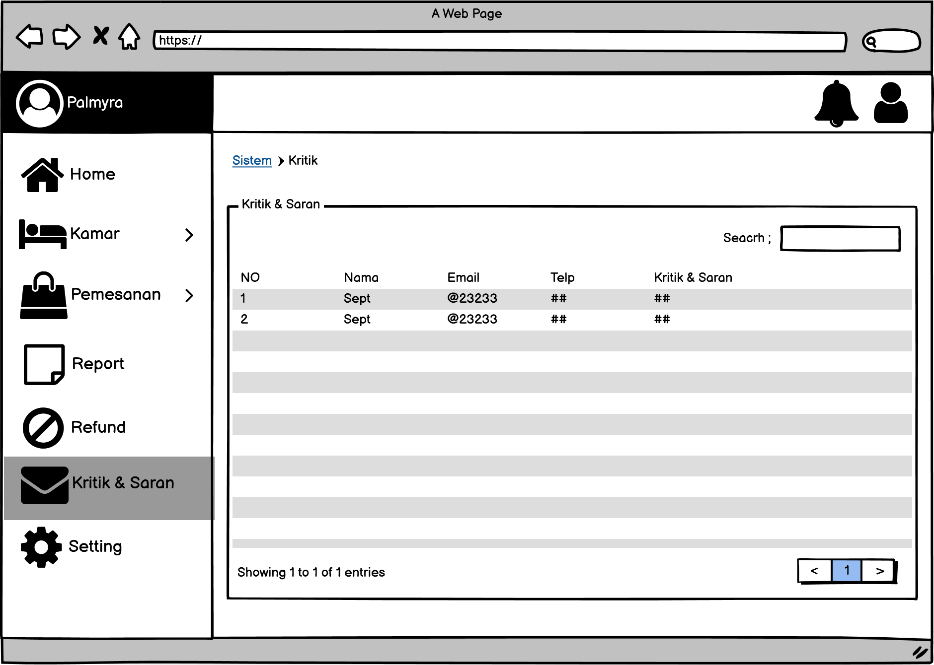 A Web Page
https://
Palmyra
Home
Kamar
Pemesanan
Report
Refund
Kritik & Saran
Setting
Sistem > Kritik
Kritik & Saran
Seacrh ;
NO Nama Email Telp Kritik & Saran
1 Sept @23233 ## ##
2 Sept @23233 ## ##
Showing 1 to 1 of 1 entries
< 1 >